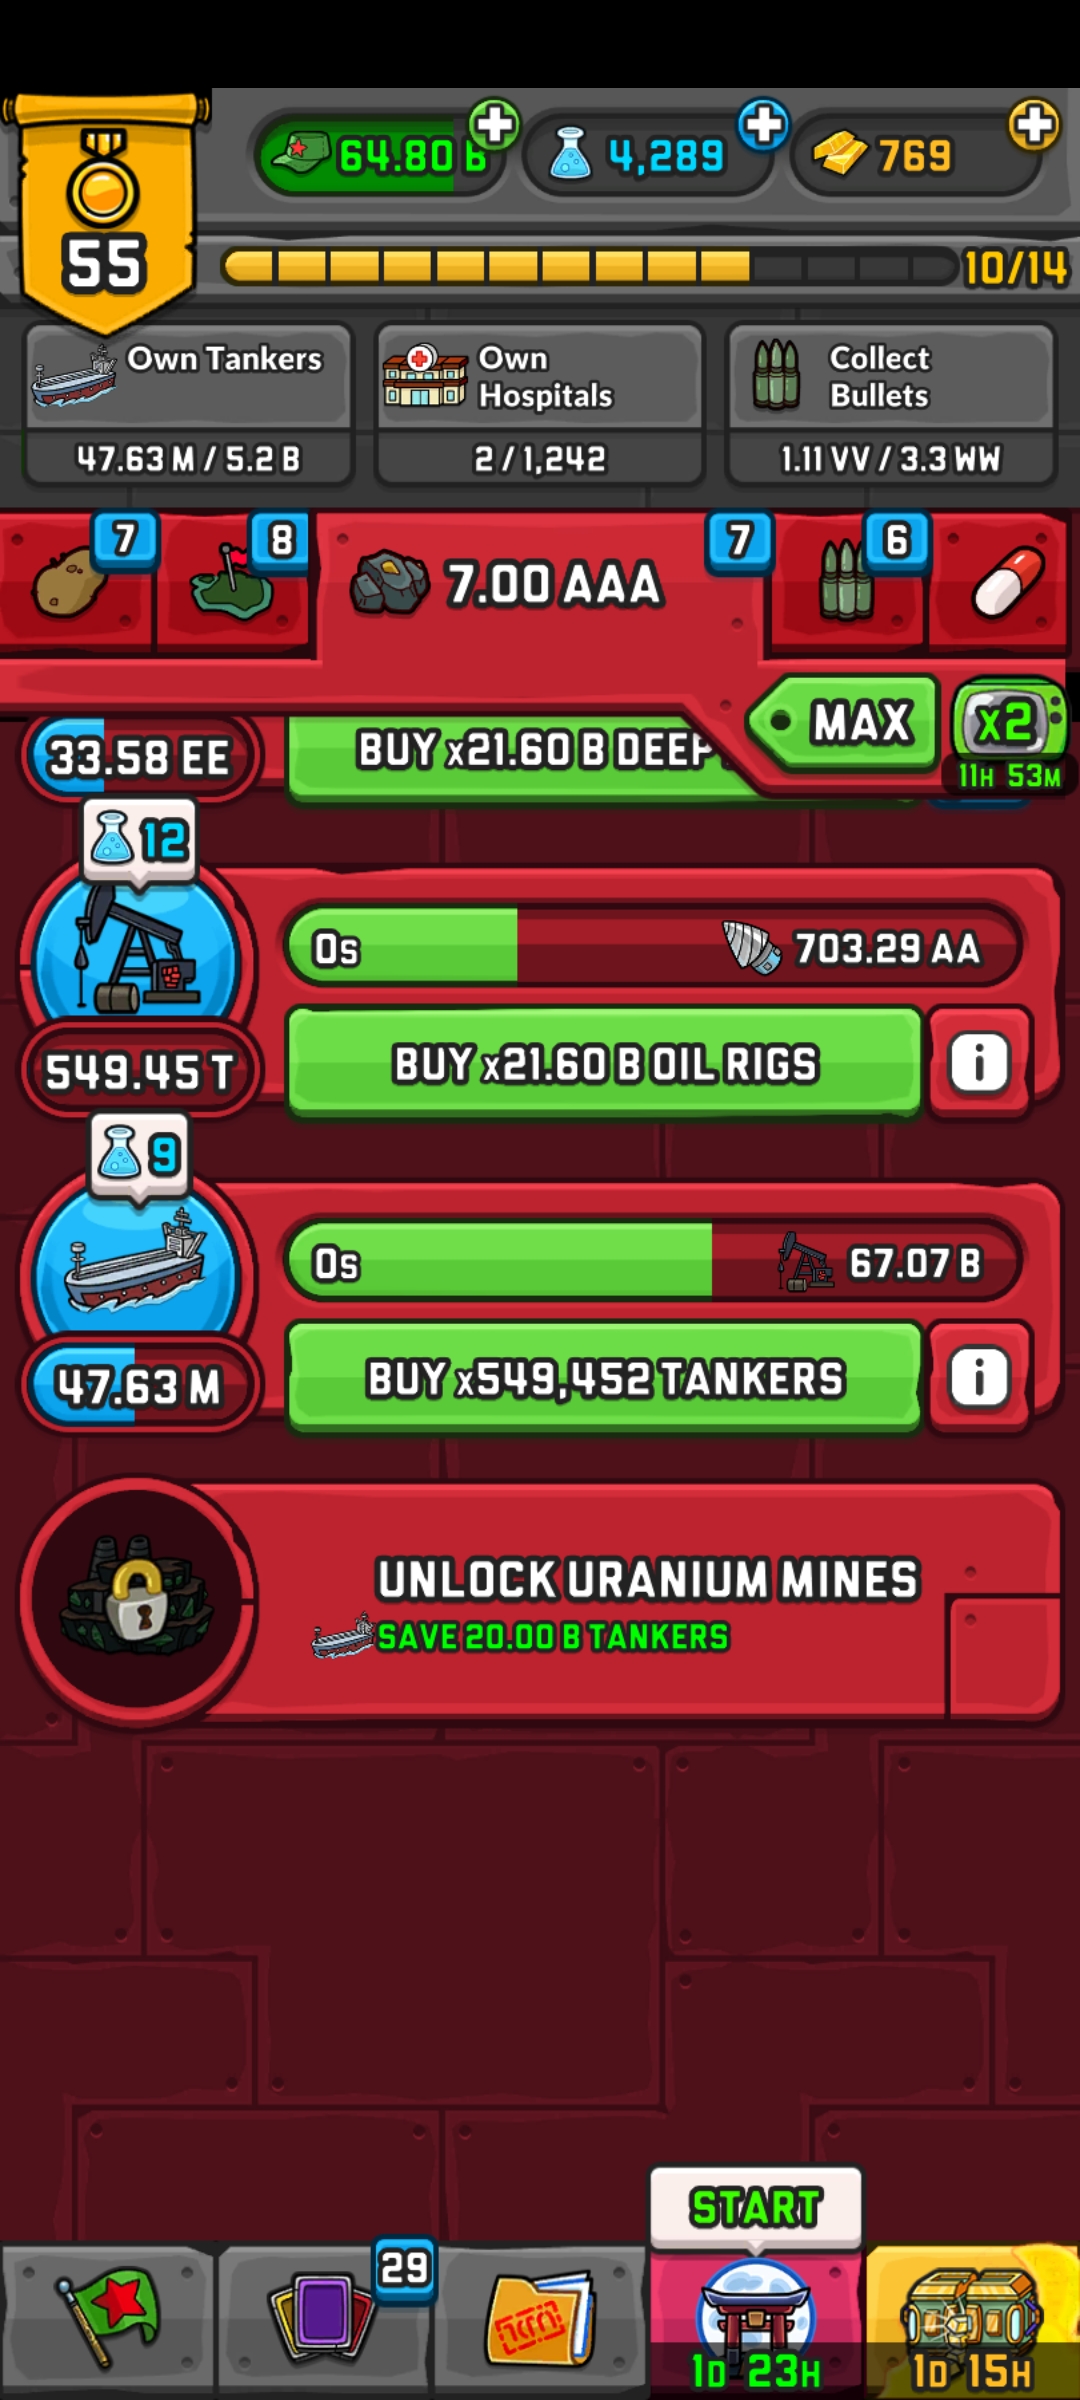 64.80 B
4,289
769
55
10/14
Own Tankers
Own
Hospitals
Collect
Bullets
47.63 M / 5.2 B
2 / 1,242
1.11 VV / 3.3 WW
7
8
7.00 AAA
7
6
MAX
x2
11H 53M
33.58 EE
BUY x21.60 B DEEP
12
0s
703.29 AA
549.45 T
BUY x21.60 B OIL RIGS
i
9
0s
67.07 B
47.63 M
BUY x549,452 TANKERS
i
UNLOCK URANIUM MINES
SAVE 20.00 B TANKERS
START
29
1D 23H
1D 15H